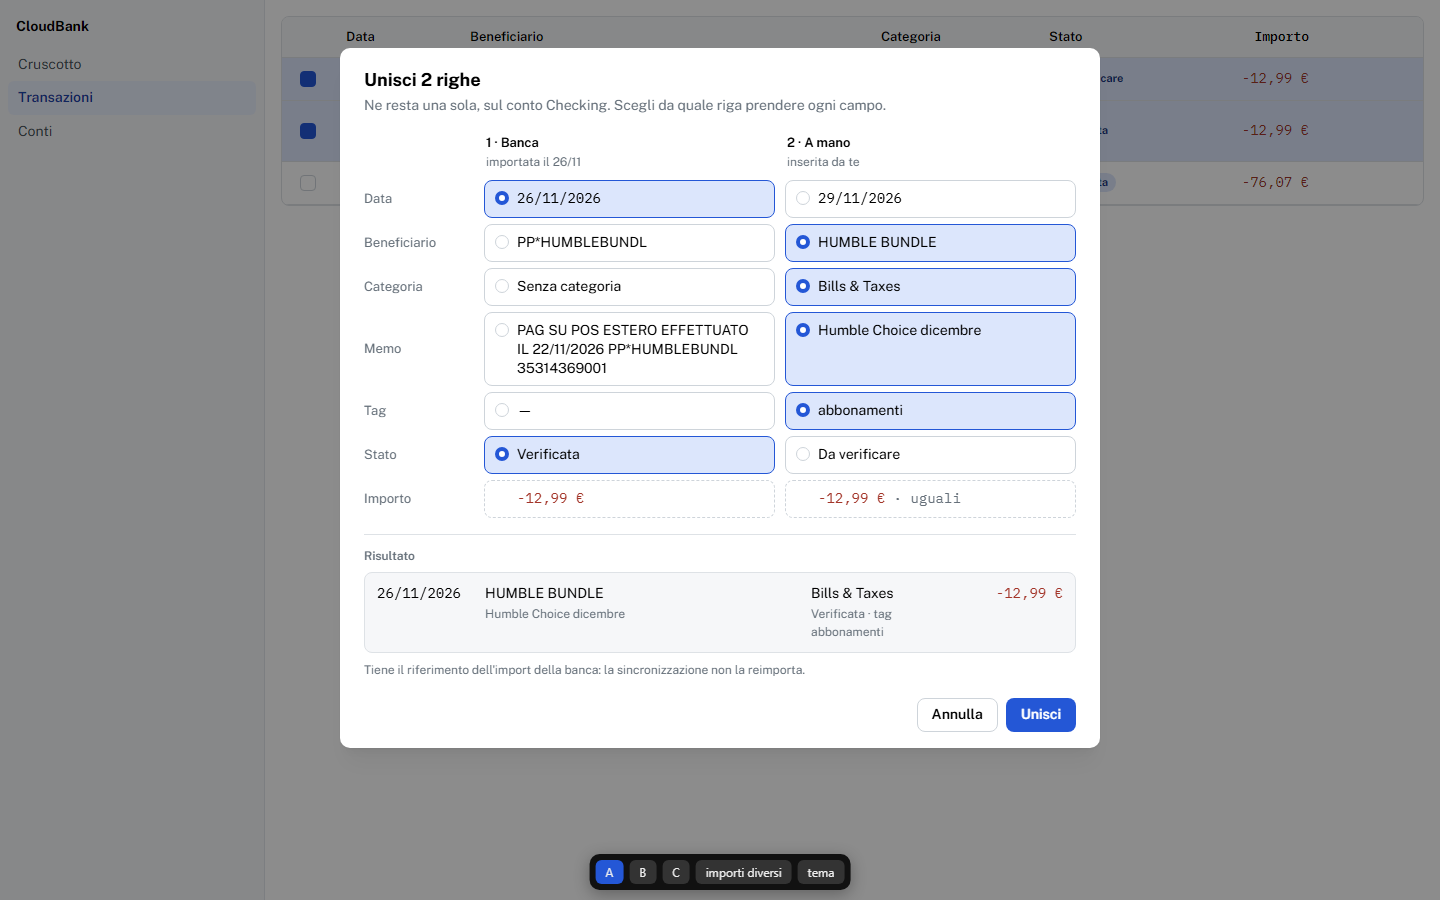 CloudBank
Cruscotto
Transazioni
Conti
Data Beneficiario Categoria Stato Importo
-12,99 €
-12,99 €
-76,07 €
Unisci 2 righe
Ne resta una sola, sul conto Checking. Scegli da quale riga prendere ogni campo.
1 · Banca 2 · A mano
importata il 26/11 inserita da te
Data 26/11/2026 29/11/2026
Beneficiario PP*HUMBLEBUNDL HUMBLE BUNDLE
Categoria Senza categoria Bills & Taxes
Memo PAG SU POS ESTERO EFFETTUATO Humble Choice dicembre
IL 22/11/2026 PP*HUMBLEBUNDL
35314369001
Tag — abbonamenti
Stato Verificata Da verificare
Importo -12,99 € -12,99 € · uguali
Risultato
26/11/2026 HUMBLE BUNDLE Bills & Taxes -12,99 €
Humble Choice dicembre Verificata · tag
abbonamenti
Tiene il riferimento dell'import della banca: la sincronizzazione non la reimporta.
Annulla Unisci
A B C importi diversi tema